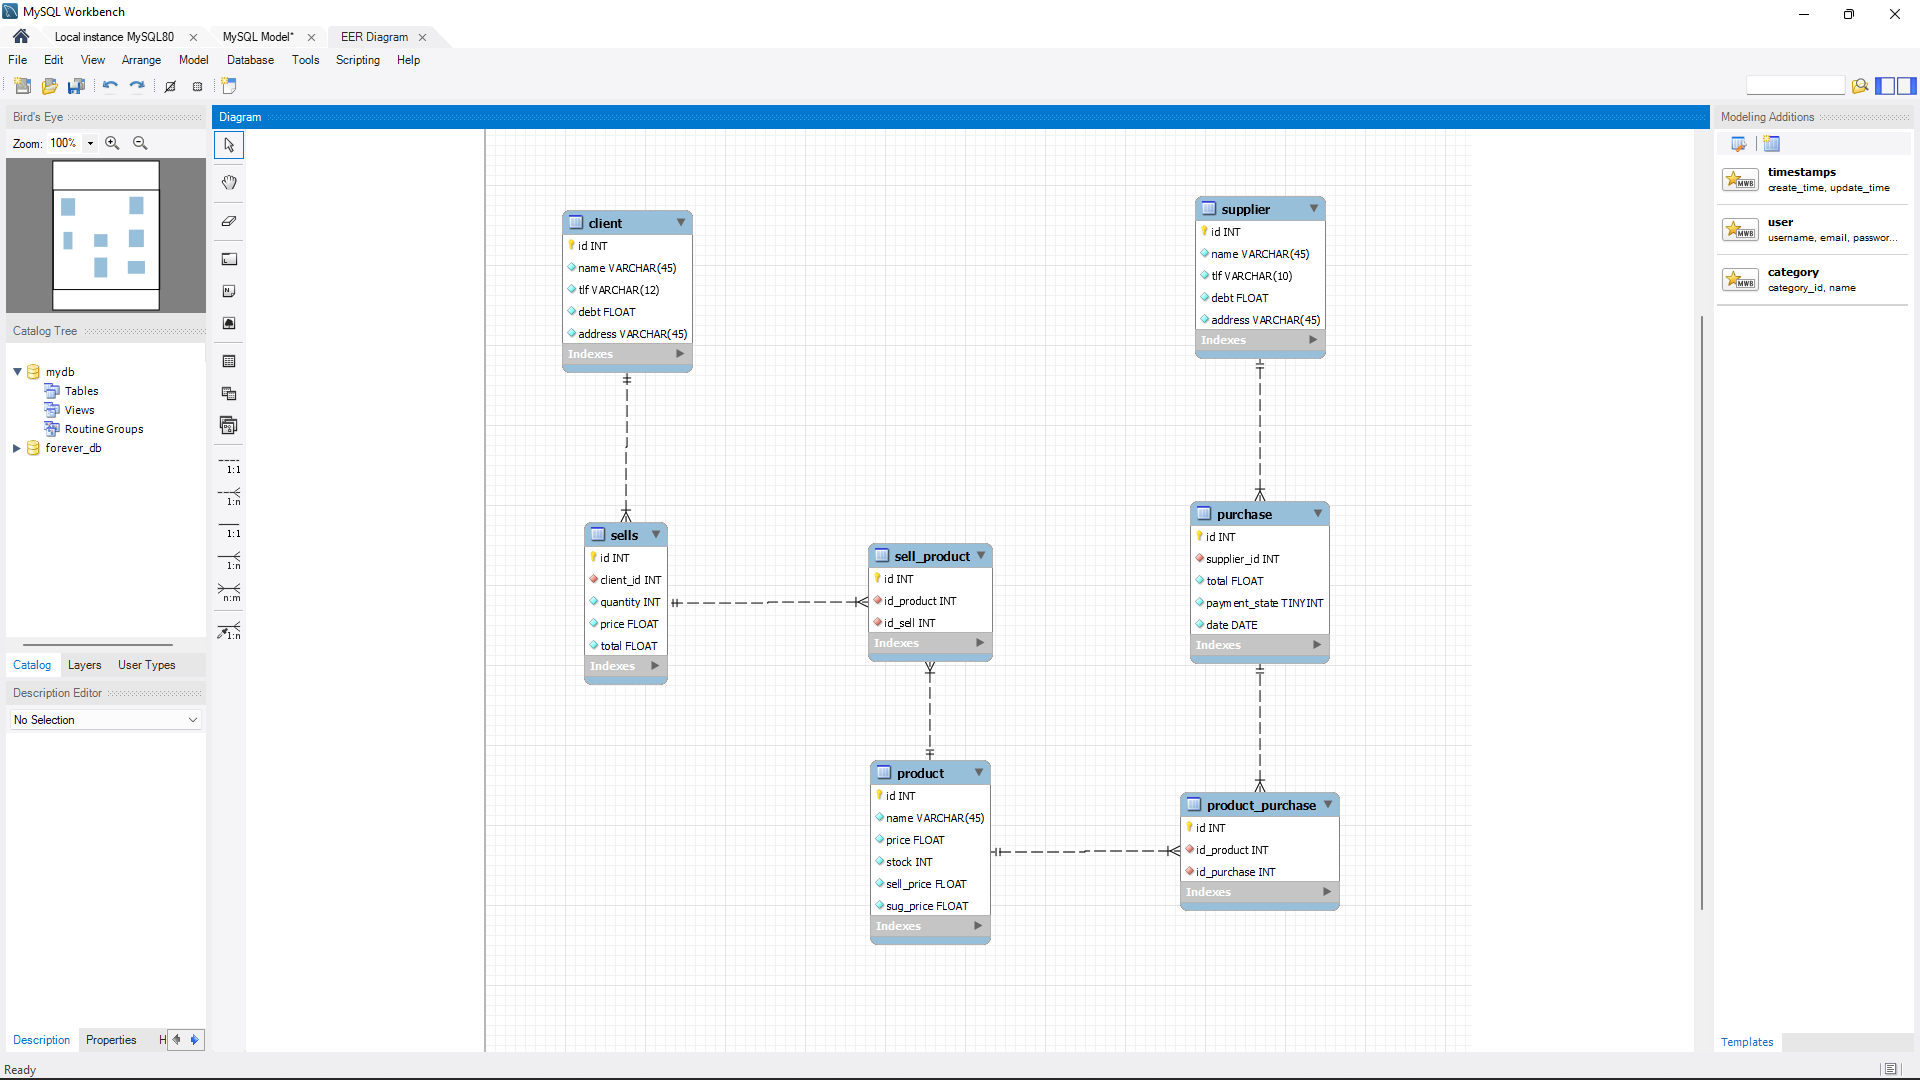 MySQL Workbench
Local instance MySQL80
MySQL Model*
EER Diagram
File Edit View Arrange Model Database Tools Scripting Help
Bird's Eye
Zoom: 100%
Catalog Tree
mydb
Tables
Views
Routine Groups
forever_db
Catalog Layers User Types
Description Editor
No Selection
Description Properties H
Ready
Diagram
1:1
1:n
1:1
1:n
n:m
1:n
client
id INT
name VARCHAR(45)
tlf VARCHAR(12)
debt FLOAT
address VARCHAR(45)
Indexes
supplier
id INT
name VARCHAR(45)
tlf VARCHAR(10)
debt FLOAT
address VARCHAR(45)
Indexes
sells
id INT
client_id INT
quantity INT
price FLOAT
total FLOAT
Indexes
sell_product
id INT
id_product INT
id_sell INT
Indexes
purchase
id INT
supplier_id INT
total FLOAT
payment_state TINYINT
date DATE
Indexes
product
id INT
name VARCHAR(45)
price FLOAT
stock INT
sell_price FLOAT
sug_price FLOAT
Indexes
product_purchase
id INT
id_product INT
id_purchase INT
Indexes
Modeling Additions
MWB
timestamps
create_time, update_time
MWB
user
username, email, passwor...
MWB
category
category_id, name
Templates